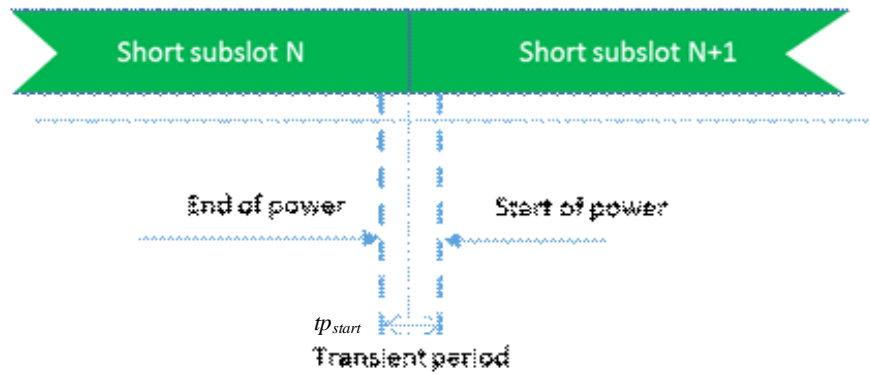 Short subslot N Short subslot N+1
End of power Start of power
tpstart
Transient period